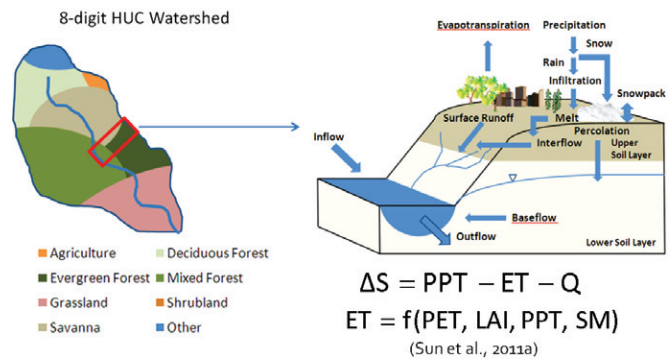 8-digit HUC Watershed
Agriculture
Deciduous Forest
Evergreen Forest
Mixed Forest
Grassland
Shrubland
Savanna
Other
Evapotranspiration
Precipitation
Snow
Rain
Infiltration
Snowpack
Surface Runoff
Melt
Percolation
Inflow
Interflow
Upper
Soil Layer
Baseflow
Outflow
Lower Soil Layer
ΔS = PPT − ET − Q
ET = f(PET, LAI, PPT, SM)
(Sun et al., 2011a)